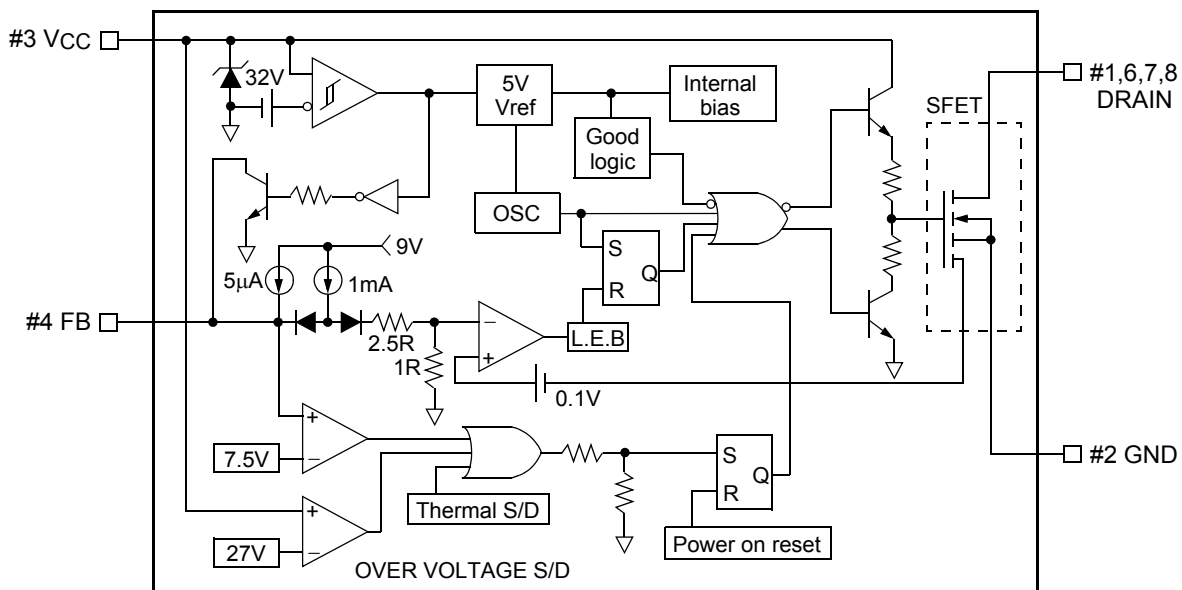 #3 VCC
32V
5V
Vref
Internal
bias
#1,6,7,8
DRAIN
SFET
Good
logic
OSC
9V
5μA
1mA
S
R
Q
#4 FB
2.5R
1R
−
+
L.E.B
0.1V
+
−
7.5V
Thermal S/D
S
R
Q
#2 GND
+
−
27V
Power on reset
OVER VOLTAGE S/D